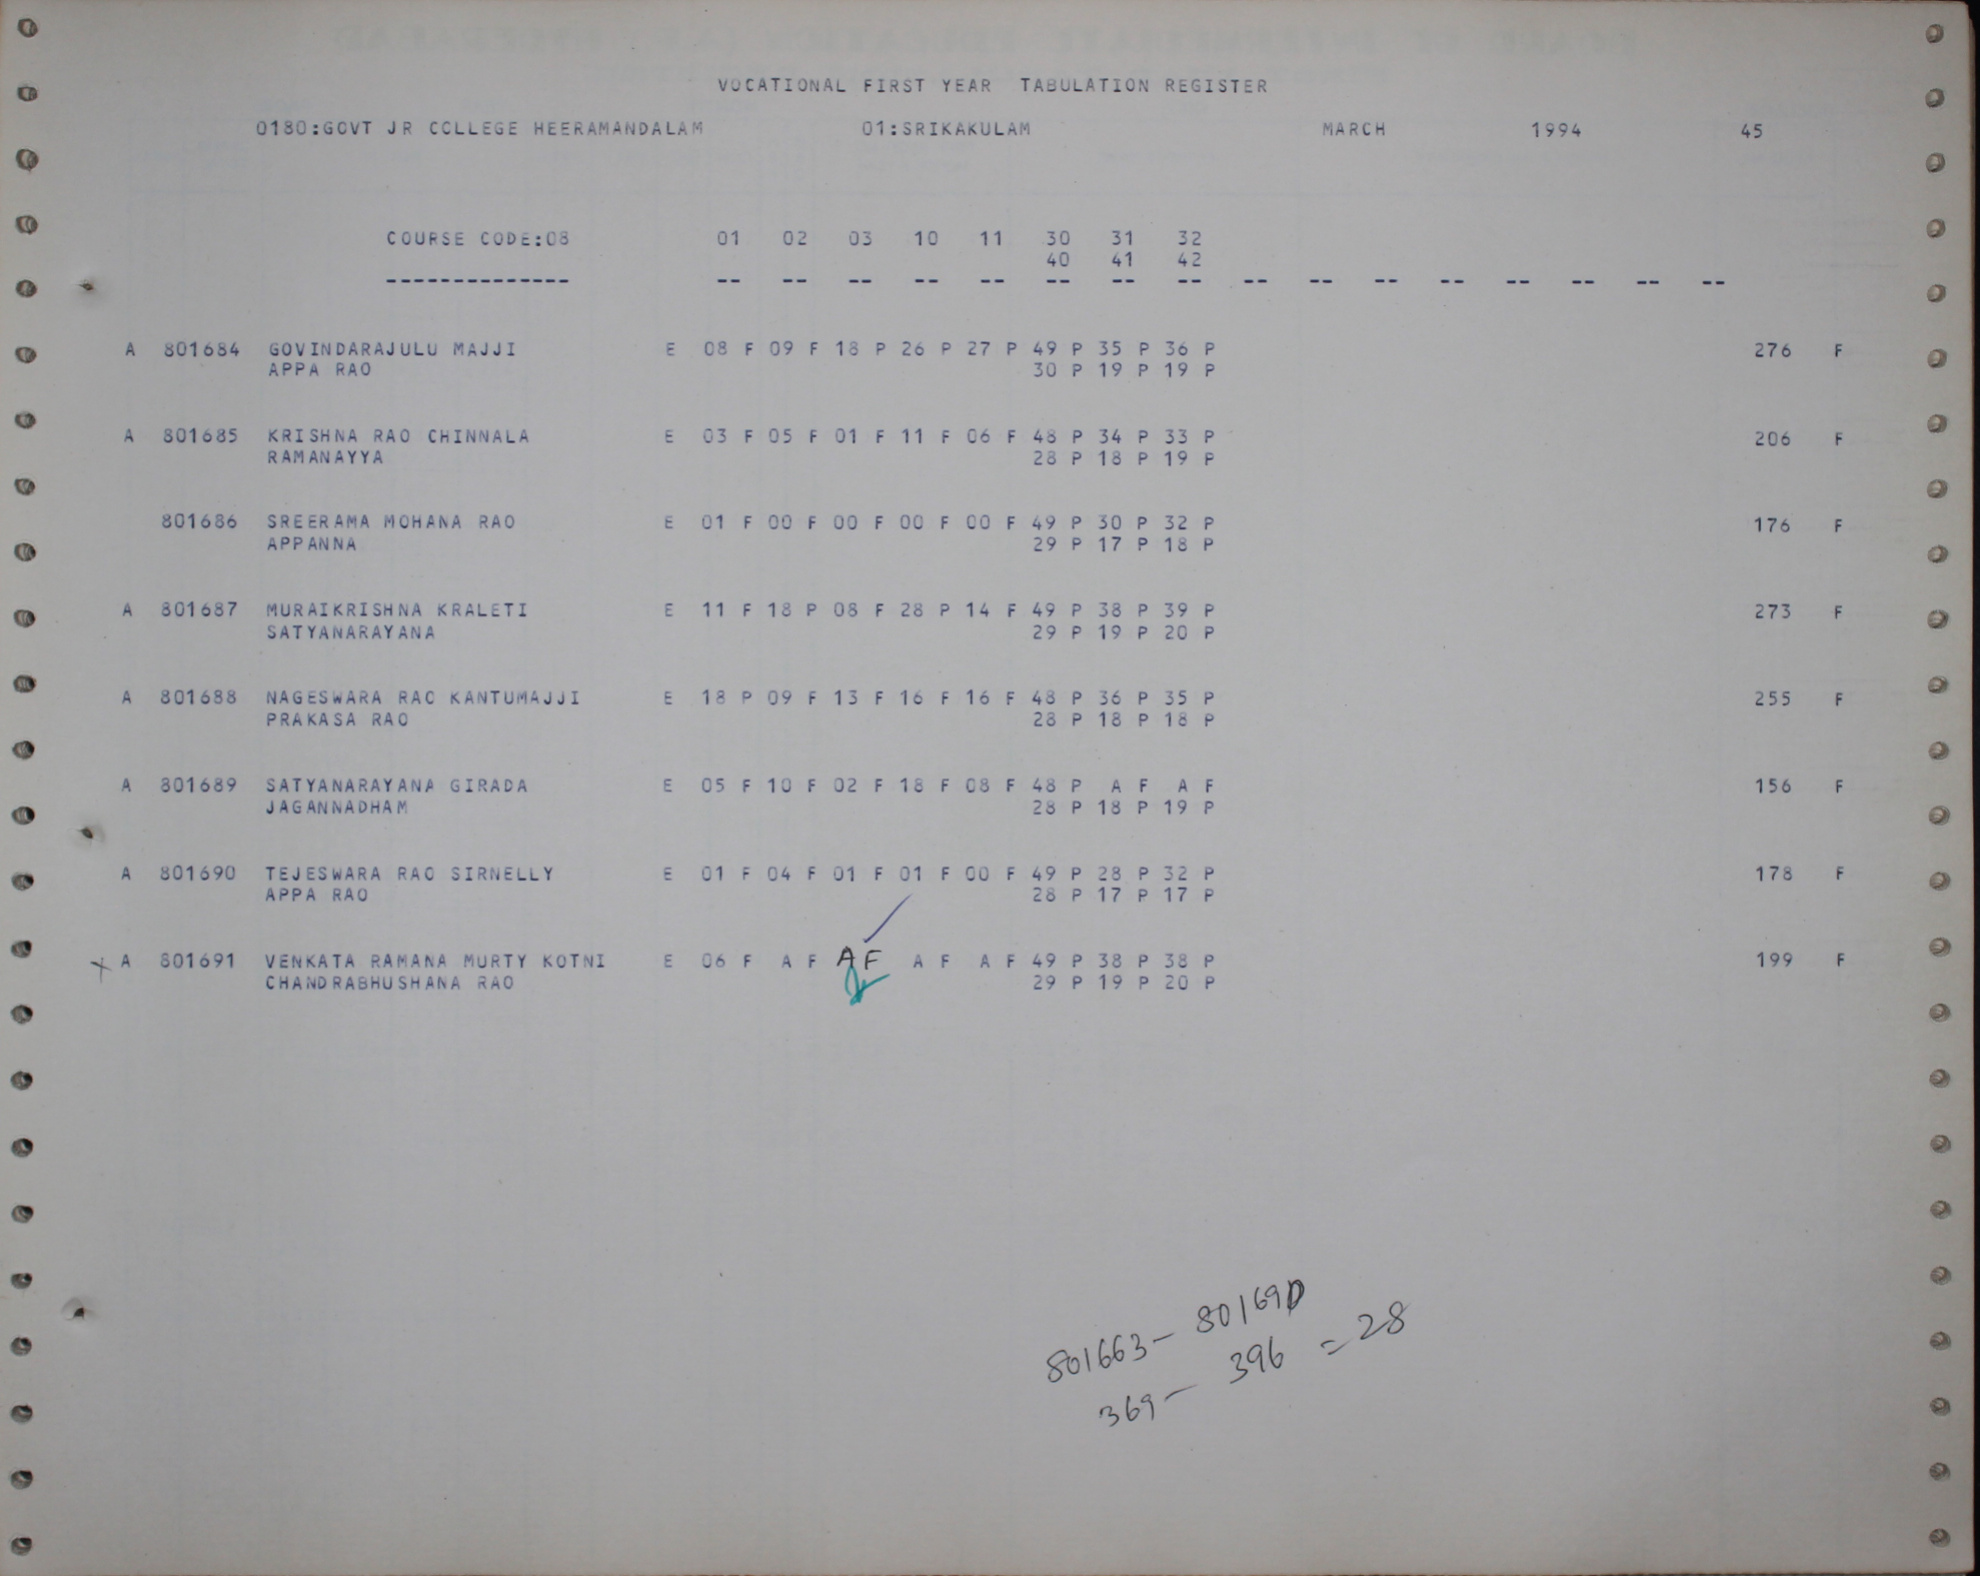 VOCATIONAL FIRST YEAR TABULATION REGISTER
0180:GOVT JR COLLEGE HEERAMANDALAM 01:SRIKAKULAM MARCH 1994 45
COURSE CODE:08 01 02 03 10 11 30 31 32
40 41 42
-------------- -- -- -- -- -- -- -- -- -- -- -- -- -- -- -- --
A 801684 GOVINDARAJULU MAJJI E 08 F 09 F 18 P 26 P 27 P 49 P 35 P 36 P 276 F
APPA RAO 30 P 19 P 19 P
A 801685 KRISHNA RAO CHINNALA E 03 F 05 F 01 F 11 F 06 F 48 P 34 P 33 P 206 F
RAMANAYYA 28 P 18 P 19 P
801686 SREERAMA MOHANA RAO E 01 F 00 F 00 F 00 F 00 F 49 P 30 P 32 P 176 F
APPANNA 29 P 17 P 18 P
A 801687 MURAIKRISHNA KRALETI E 11 F 18 P 08 F 28 P 14 F 49 P 38 P 39 P 273 F
SATYANARAYANA 29 P 19 P 20 P
A 801688 NAGESWARA RAO KANTUMAJJI E 18 P 09 F 13 F 16 F 16 F 48 P 36 P 35 P 255 F
PRAKASA RAO 28 P 18 P 18 P
A 801689 SATYANARAYANA GIRADA E 05 F 10 F 02 F 18 F 08 F 48 P A F A F 156 F
JAGANNADHAM 28 P 18 P 19 P
A 801690 TEJESWARA RAO SIRNELLY E 01 F 04 F 01 F 01 F 00 F 49 P 28 P 32 P 178 F
APPA RAO 28 P 17 P 17 P
A 801691 VENKATA RAMANA MURTY KOTNI E 06 F A F A F A F A F 49 P 38 P 38 P 199 F
CHANDRABHUSHANA RAO 29 P 19 P 20 P
801663 – 801690
369 – 396 = 28